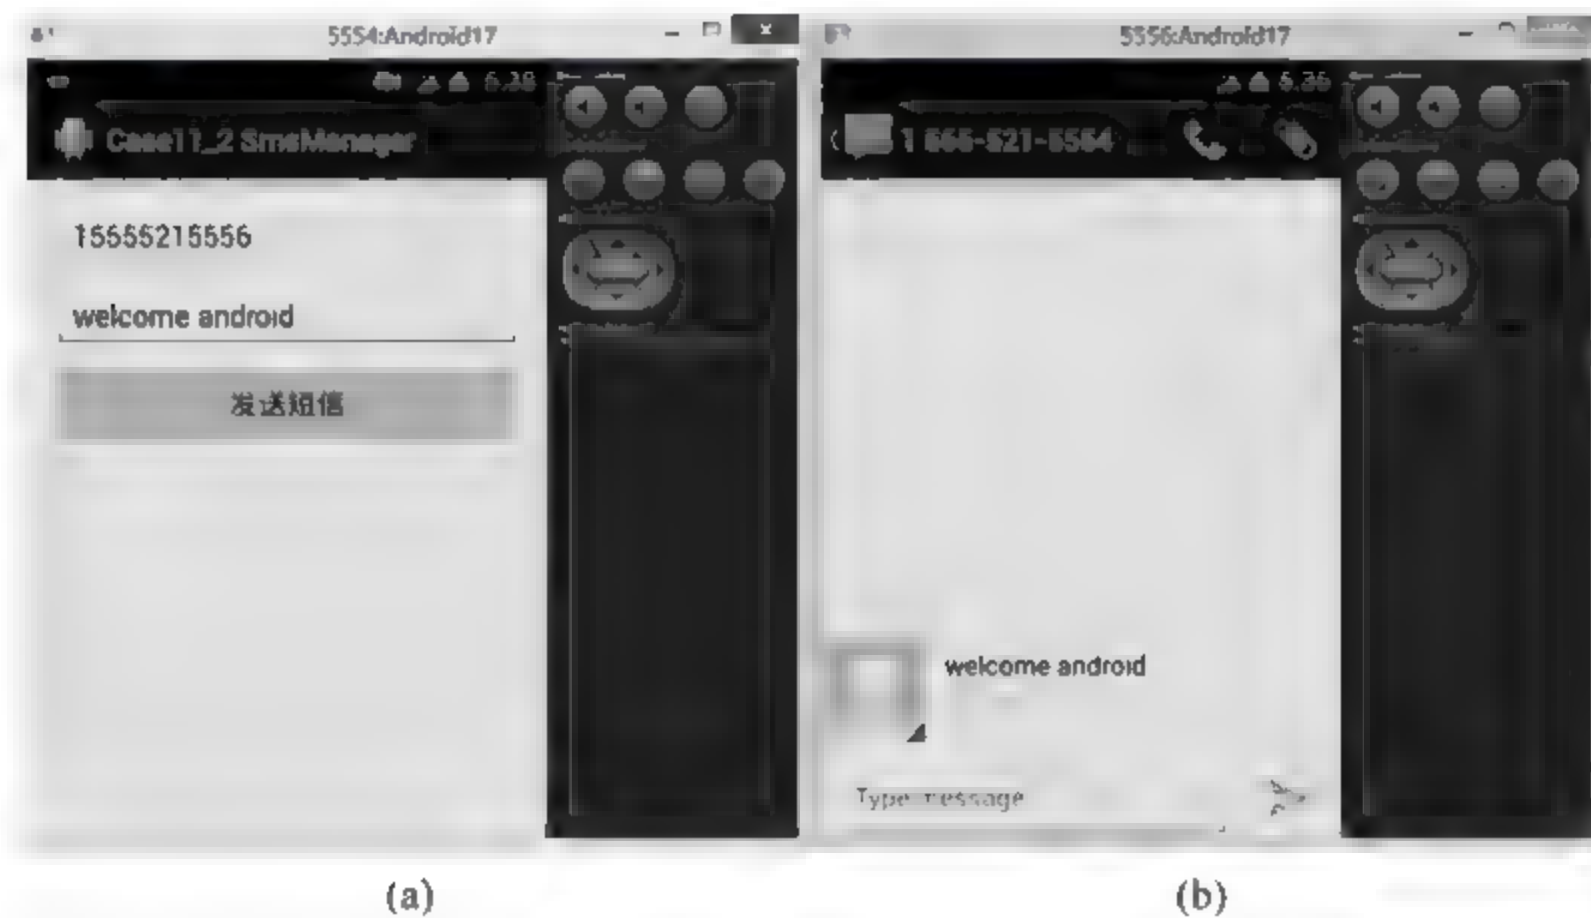 5554:Android17
6:38
Case11_2 SmsManager
15555215556
welcome android
发送短信
(a)
5556:Android17
6:36
1 555-521-5554
welcome android
Type message
(b)